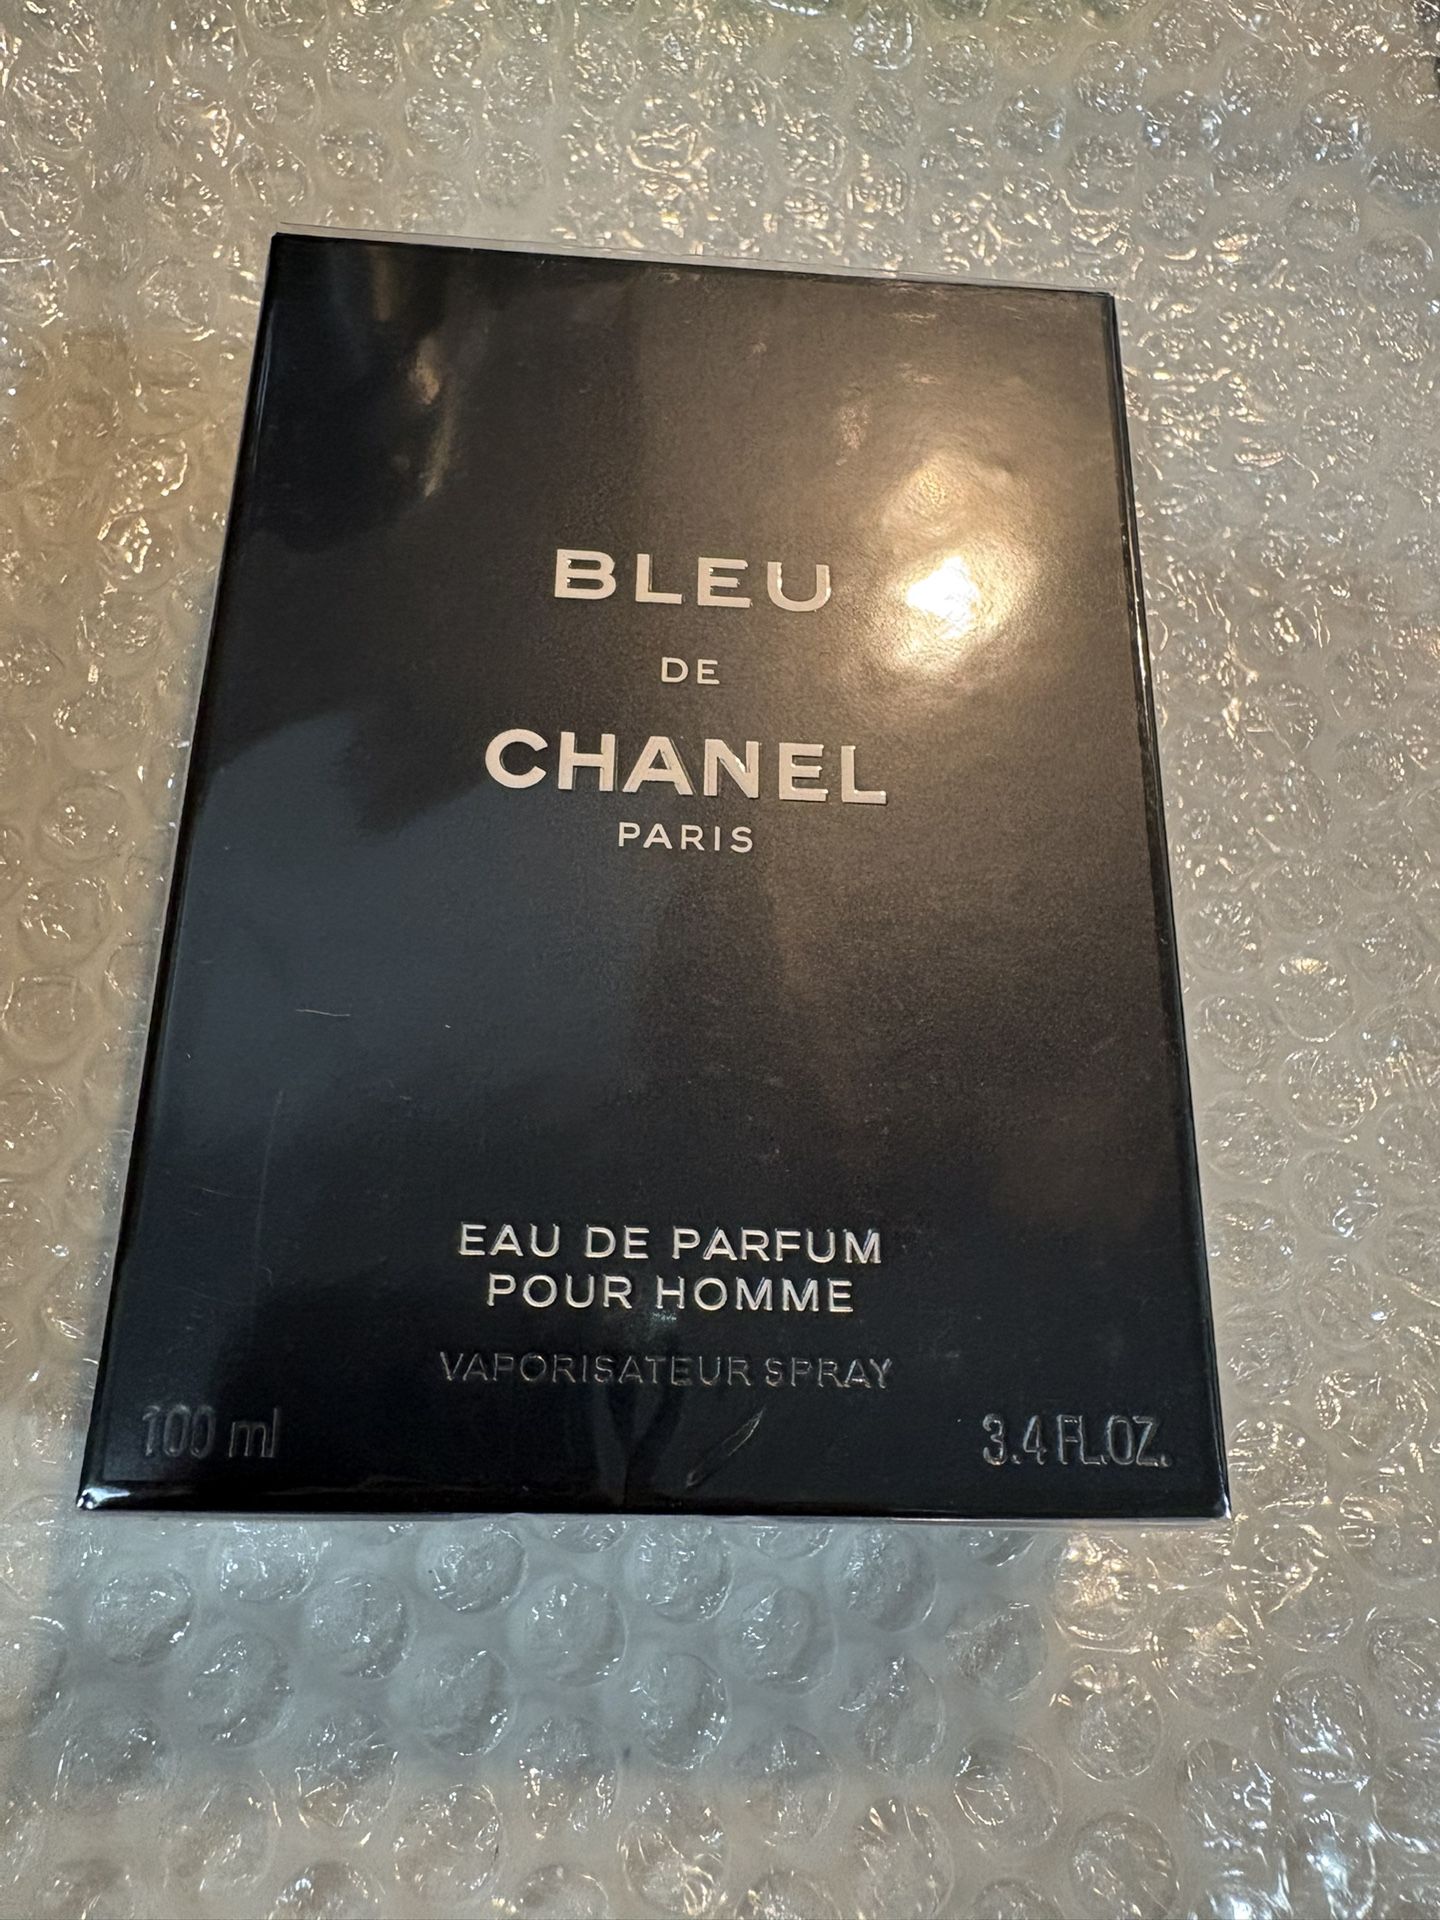 BLEU
DE
CHANEL
PARIS
EAU DE PARFUM
POUR HOMME
VAPORISATEUR SPRAY
100 ml 3.4 FL.OZ.